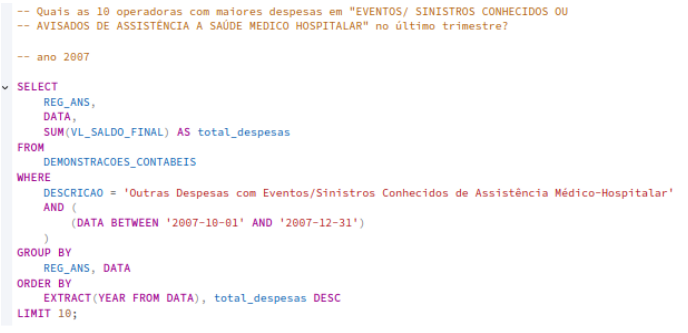 -- Quais as 10 operadoras com maiores despesas em "EVENTOS/ SINISTROS CONHECIDOS OU
-- AVISADOS DE ASSISTÊNCIA A SAÚDE MEDICO HOSPITALAR" no último trimestre?
-- ano 2007
SELECT
REG_ANS,
DATA,
SUM(VL_SALDO_FINAL) AS total_despesas
FROM
DEMONSTRACOES_CONTABEIS
WHERE
DESCRICAO = 'Outras Despesas com Eventos/Sinistros Conhecidos de Assistência Médico-Hospitalar'
AND (
(DATA BETWEEN '2007-10-01' AND '2007-12-31')
)
GROUP BY
REG_ANS, DATA
ORDER BY
EXTRACT(YEAR FROM DATA), total_despesas DESC
LIMIT 10;